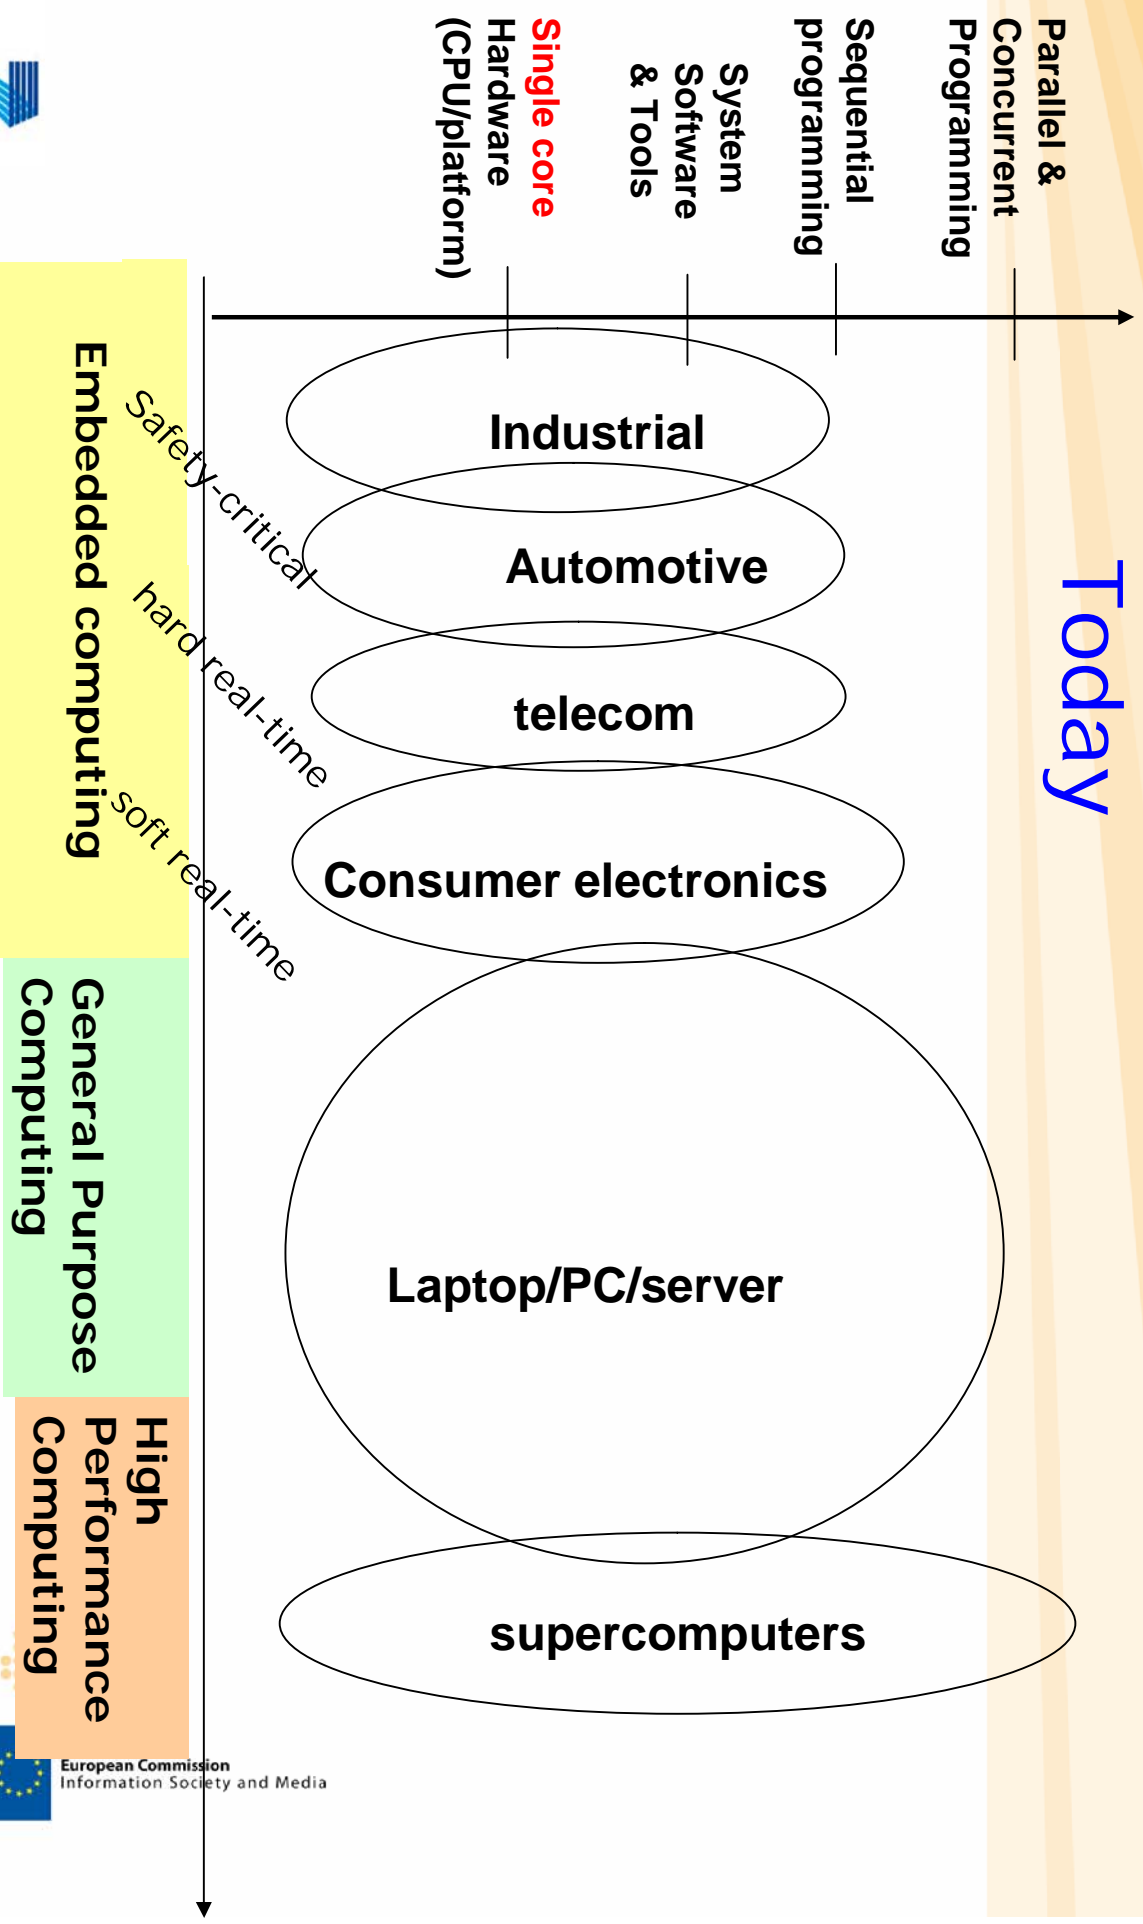 Today
Parallel &
Concurrent
Programming
Sequential
programming
System
Software
& Tools
Single core
Hardware
(CPU/platform)
Industrial
Automotive
telecom
Consumer electronics
Laptop/PC/server
supercomputers
Safety-critical
hard real-time
soft real-time
Embedded computing
General Purpose
Computing
High
Performance
Computing
European Commission
Information Society and Media